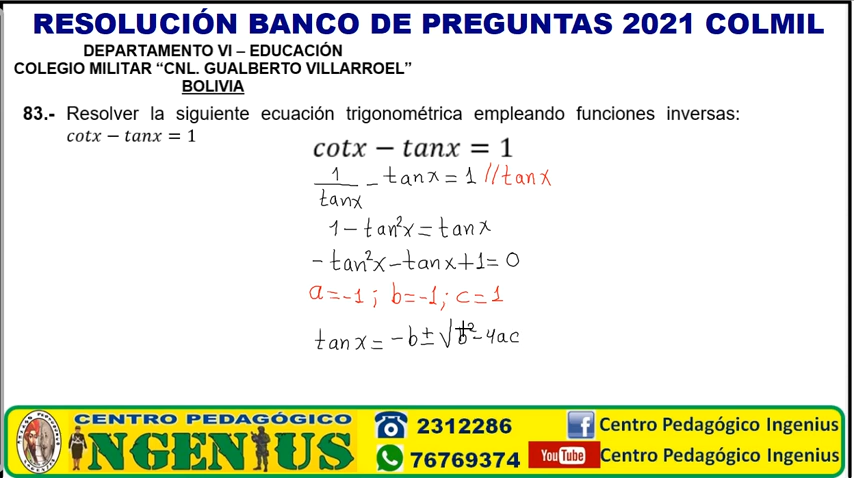 RESOLUCIÓN BANCO DE PREGUNTAS 2021 COLMIL
DEPARTAMENTO VI – EDUCACIÓN
COLEGIO MILITAR “CNL. GUALBERTO VILLARROEL”
BOLIVIA
83.- Resolver la siguiente ecuación trigonométrica empleando funciones inversas:
cotx − tanx = 1
cotx − tanx = 1
1/tanx − tanx = 1 //tanx
1 − tan²x = tanx
−tan²x − tanx + 1 = 0
a = −1 ; b = −1 ; c = 1
tanx = −b ± √b² − 4ac
CENTRO PEDAGÓGICO
INGENIUS
2312286
76769374
f Centro Pedagógico Ingenius
YouTube Centro Pedagógico Ingenius